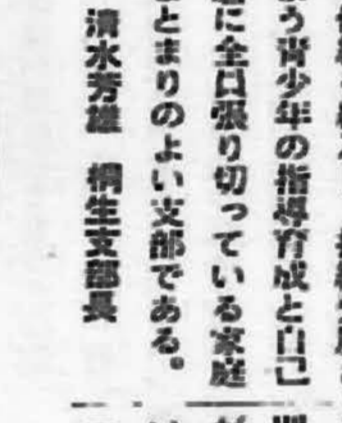 う青少年の指導育成と自己
に全口張り切っている家庭
とまりのよい支部である。
清水芳雄　桐生支部長